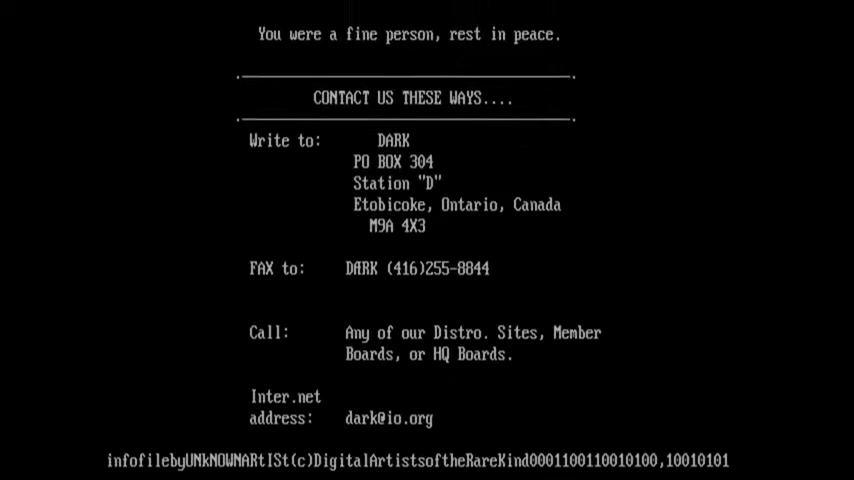 You were a fine person, rest in peace.
CONTACT US THESE WAYS....
Write to: DARK
PO BOX 304
Station "D"
Etobicoke, Ontario, Canada
M9A 4X3
FAX to: DARK (416)255-8844
Call: Any of our Distro. Sites, Member
Boards, or HQ Boards.
Inter.net
address: dark@io.org
infofilebyUNkNOWNARtISt(c)DigitalArtistsoftheRareKind0001100110010100,10010101